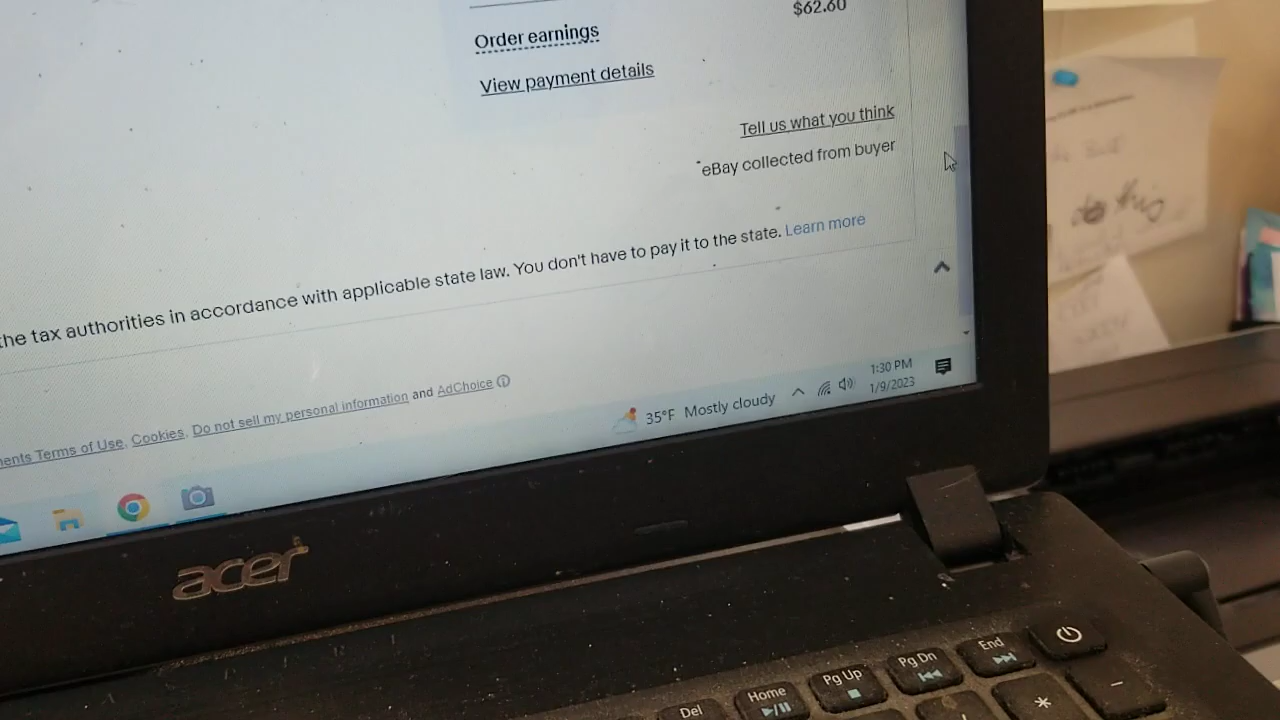 $62.60
Order earnings
View payment details
Tell us what you think
*eBay collected from buyer
the tax authorities in accordance with applicable state law. You don't have to pay it to the state. Learn more
ments Terms of Use, Cookies, Do not sell my personal information and AdChoice
35°F Mostly cloudy
1:30 PM
1/9/2023
acer
do this
Del
Home
Pg Up
Pg Dn
End
*
-